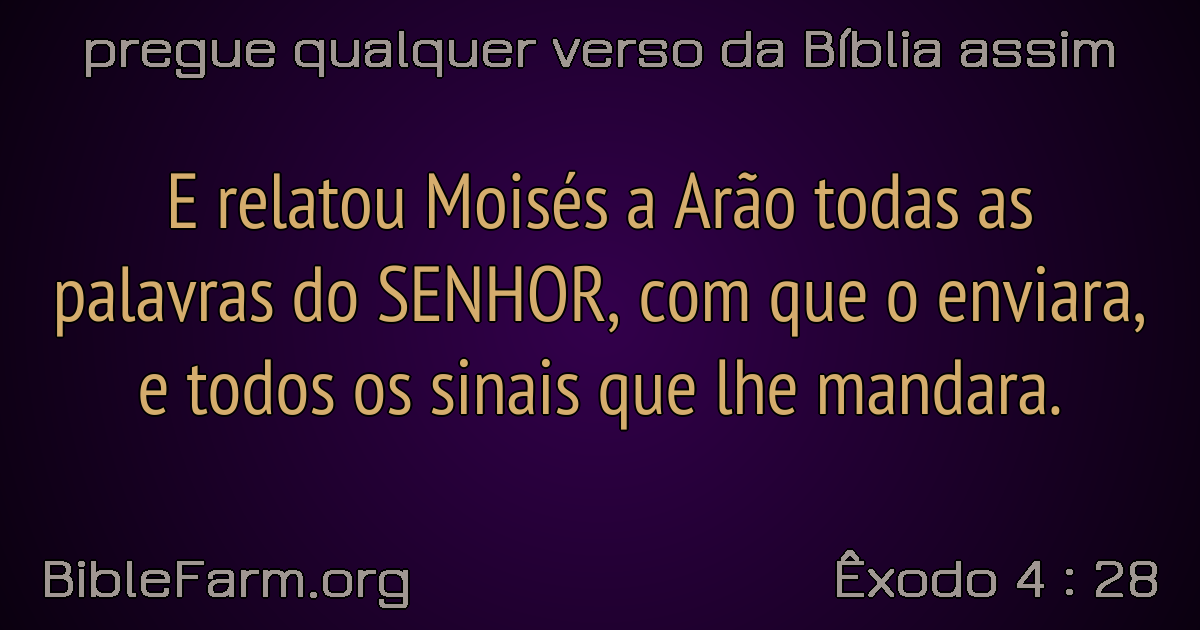 pregue qualquer verso da Bíblia assim
E relatou Moisés a Arão todas as
palavras do SENHOR, com que o enviara,
e todos os sinais que lhe mandara.
BibleFarm.org
Êxodo 4 : 28